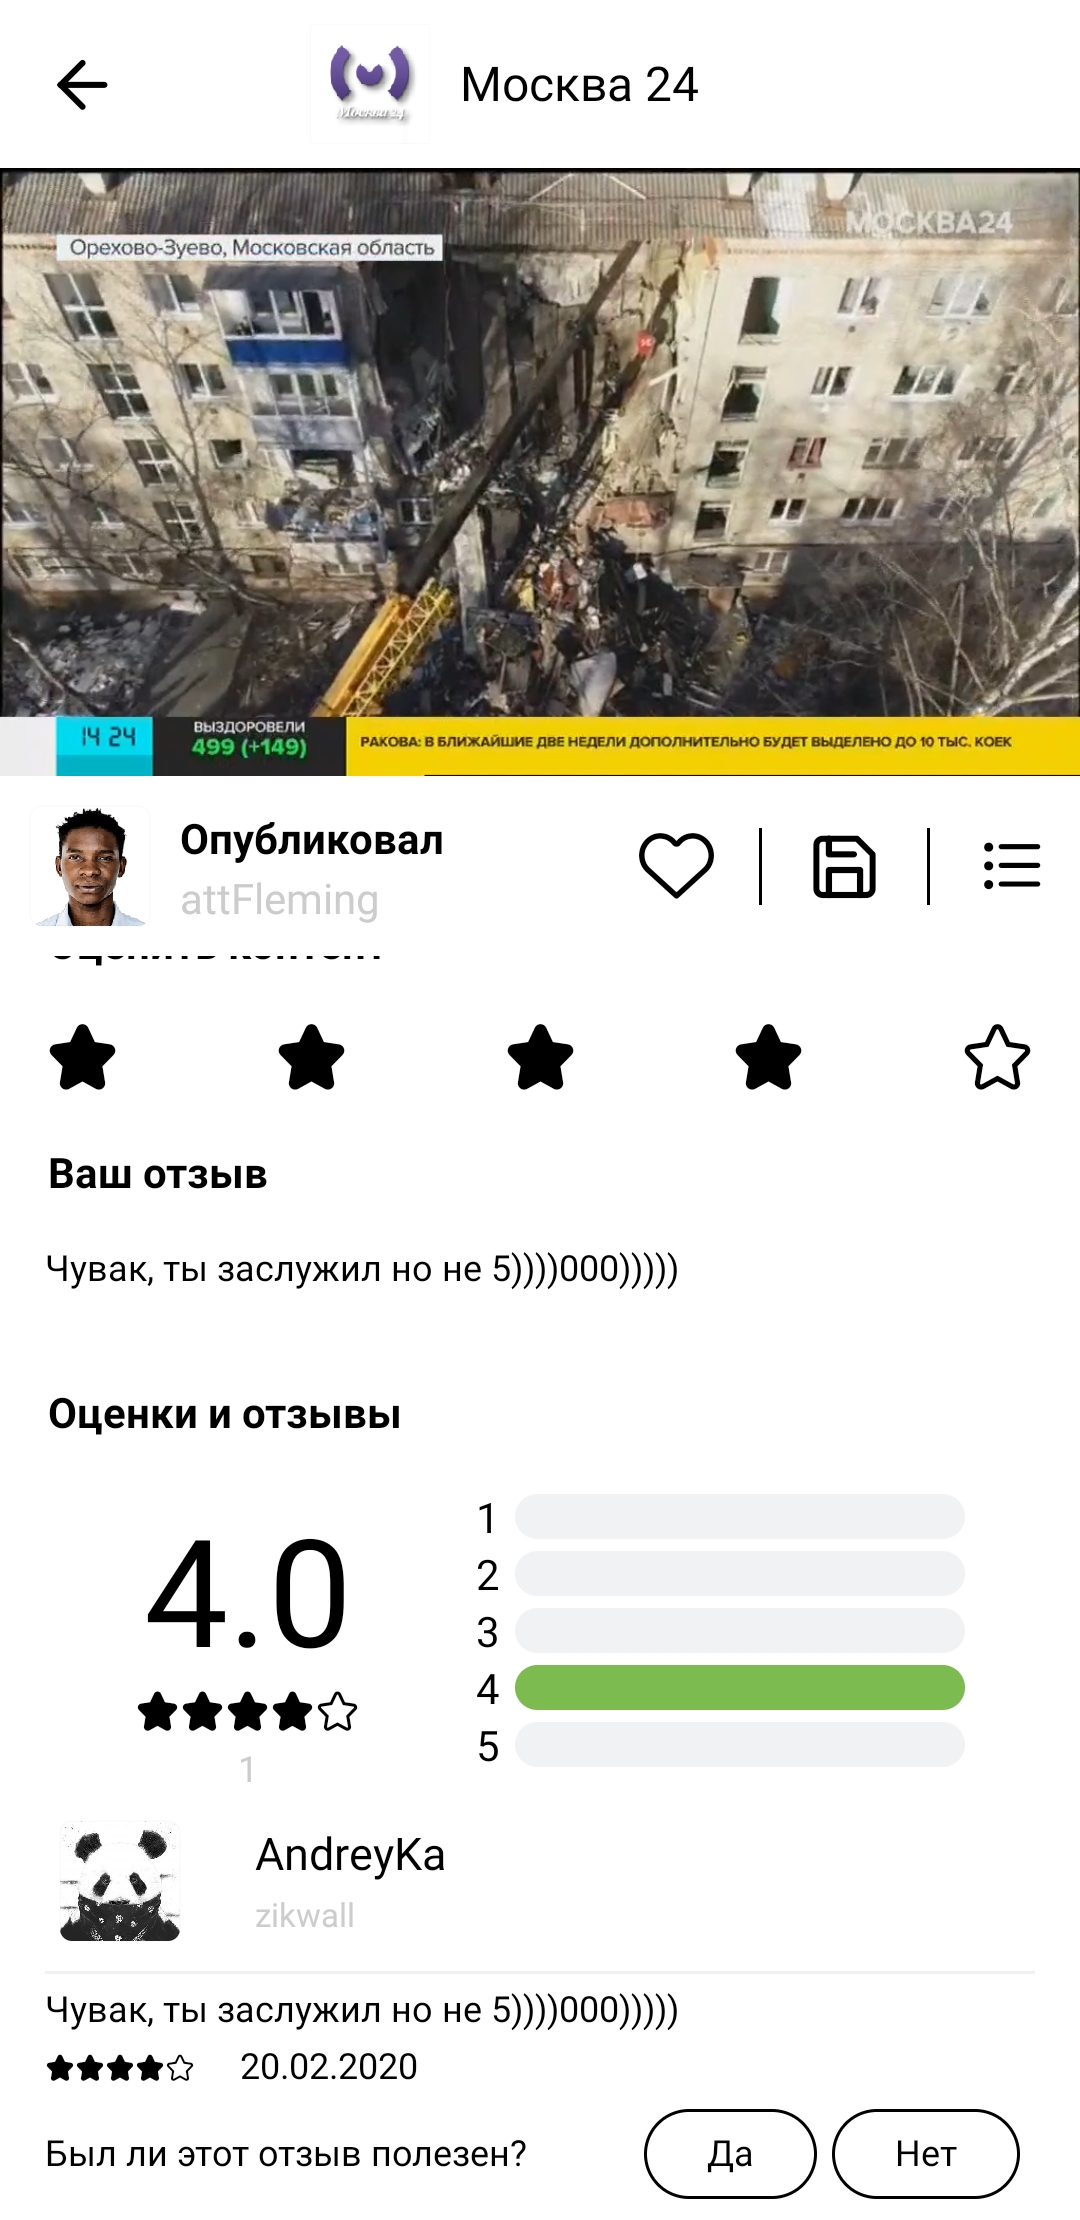 Москва 24
Москва 24
МОСКВА24
Орехово-Зуево, Московская область
14 24
ВЫЗДОРОВЕЛИ
499 (+149)
РАКОВА: В БЛИЖАЙШИЕ ДВЕ НЕДЕЛИ ДОПОЛНИТЕЛЬНО БУДЕТ ВЫДЕЛЕНО ДО 10 ТЫС. КОЕК
Опубликовал
attFleming
Оценить контент
Ваш отзыв
Чувак, ты заслужил но не 5))))000)))))
Оценки и отзывы
4.0
1
1
2
3
4
5
AndreyKa
zikwall
Чувак, ты заслужил но не 5))))000)))))
20.02.2020
Был ли этот отзыв полезен?
Да
Нет